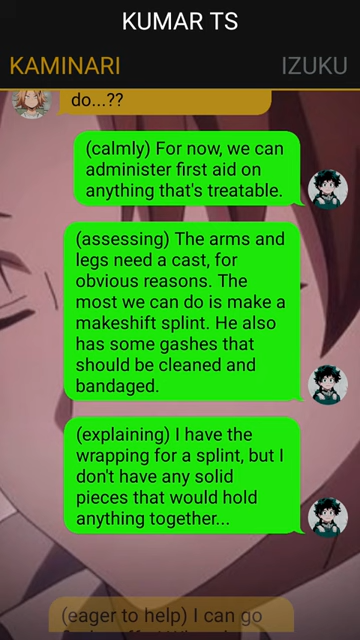 KUMAR TS
KAMINARI
IZUKU
do...??
(calmly) For now, we can
administer first aid on
anything that's treatable.
(assessing) The arms and
legs need a cast, for
obvious reasons. The
most we can do is make a
makeshift splint. He also
has some gashes that
should be cleaned and
bandaged.
(explaining) I have the
wrapping for a splint, but I
don't have any solid
pieces that would hold
anything together...
(eager to help) I can go